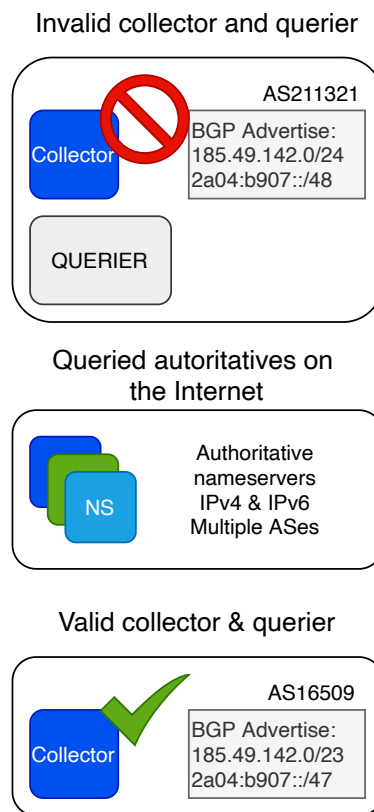 Invalid collector and querier
AS211321
Collector
BGP Advertise:
185.49.142.0/24
2a04:b907::/48
QUERIER
Queried autoritatives on
the Internet
NS
Authoritative
nameservers
IPv4 & IPv6
Multiple ASes
Valid collector & querier
AS16509
Collector
BGP Advertise:
185.49.142.0/23
2a04:b907::/47